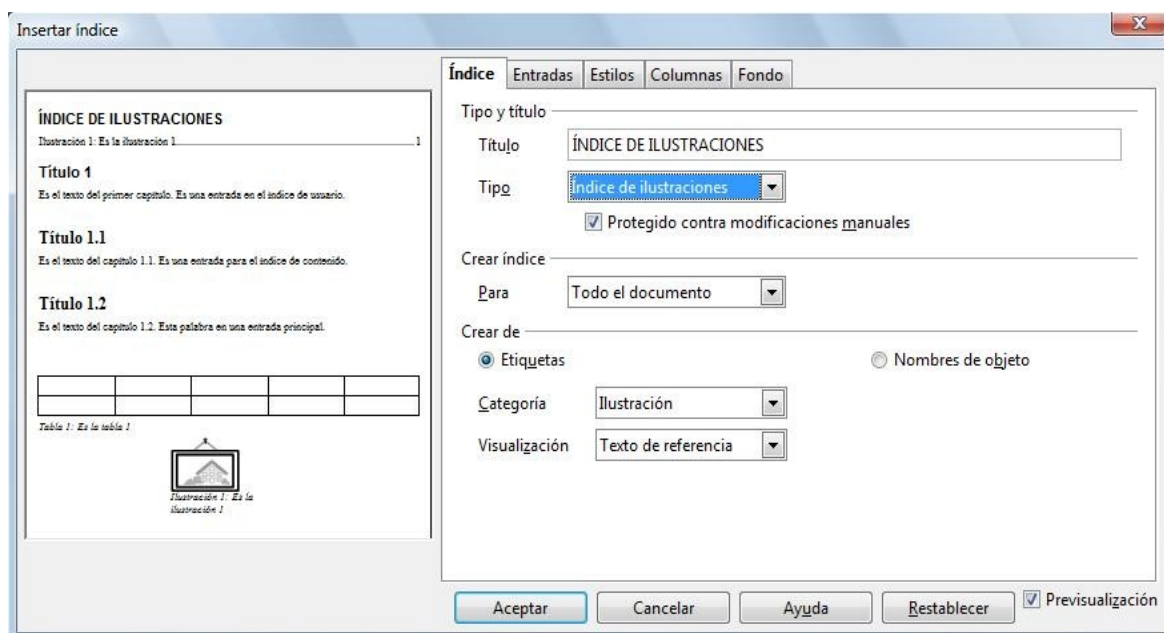 Insertar índice
X
ÍNDICE DE ILUSTRACIONES
Ilustración 1: Es la ilustración 1 1
Título 1
Es el texto del primer capítulo. Es una entrada en el índice de usuario.
Título 1.1
Es el texto del capítulo 1.1. Es una entrada para el índice de contenido.
Título 1.2
Es el texto del capítulo 1.2. Esta palabra en una entrada principal.
Tabla 1: Es la tabla 1
Ilustración 1: Es la
ilustración 1
Índice Entradas Estilos Columnas Fondo
Tipo y título
Título ÍNDICE DE ILUSTRACIONES
Tipo Índice de ilustraciones
Protegido contra modificaciones manuales
Crear índice
Para Todo el documento
Crear de
Etiquetas Nombres de objeto
Categoría Ilustración
Visualización Texto de referencia
Aceptar Cancelar Ayuda Restablecer Previsualización